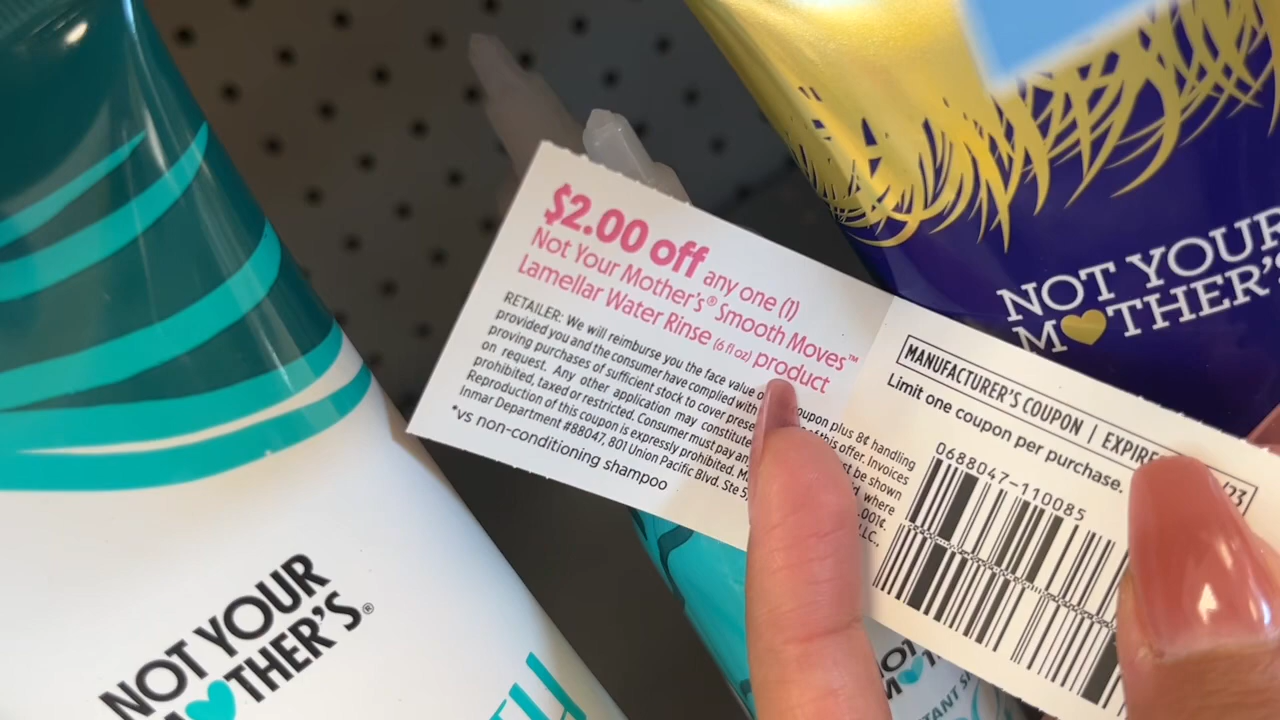 $2.00 off any one (1)
Not Your Mother's® Smooth Moves™
Lamellar Water Rinse (6 fl oz) product
RETAILER: We will reimburse you the face value of coupon plus 8¢ handling
provided you and the consumer have complied with of this offer. Invoices
proving purchases of sufficient stock to cover must be shown
on request. Any other application may constitute where
prohibited, taxed or restricted. Consumer must pay .001¢.
Reproduction of this coupon is expressly prohibited. LLC.,
Inmar Department #88047, 801 Union Pacific Blvd. Ste 5,
*vs non-conditioning shampoo
MANUFACTURER'S COUPON | /23
Limit one coupon per purchase.
0688047-110085
NOT YOUR
MOTHER'S®
NOT YOUR
MOTHER'S